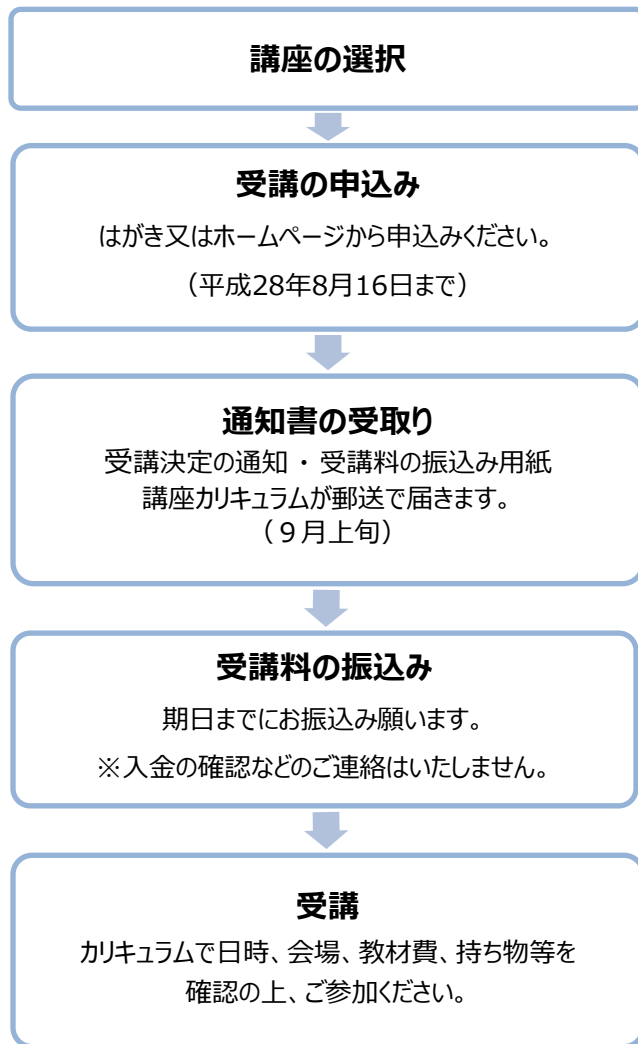 講座の選択
受講の申込み
はがき又はホームページから申込みください。
（平成28年8月16日まで）
通知書の受取り
受講決定の通知・受講料の振込み用紙
講座カリキュラムが郵送で届きます。
（９月上旬）
受講料の振込み
期日までにお振込み願います。
※入金の確認などのご連絡はいたしません。
受講
カリキュラムで日時、会場、教材費、持ち物等を
確認の上、ご参加ください。